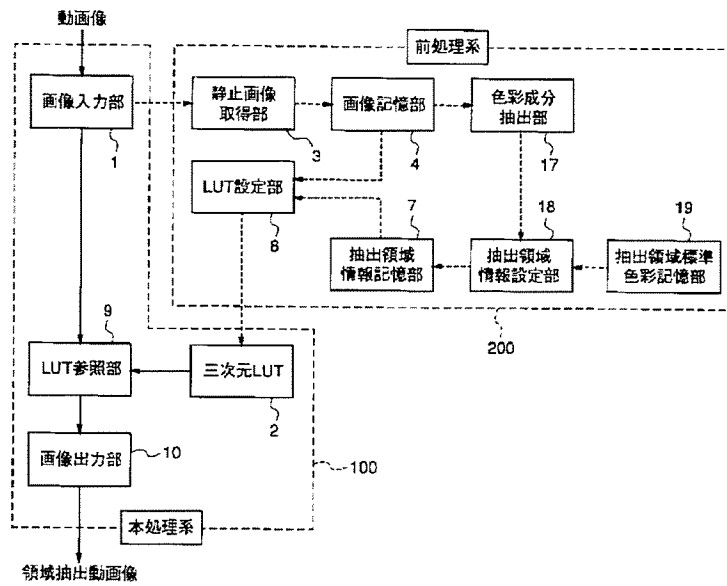 動画像
前処理系
画像入力部
1
静止画像
取得部
3
画像記憶部
4
色彩成分
抽出部
17
LUT設定部
8
7
抽出領域
情報記憶部
18
抽出領域
情報設定部
19
抽出領域標準
色彩記憶部
200
9
LUT参照部
三次元LUT
2
画像出力部
10
100
本処理系
領域抽出動画像